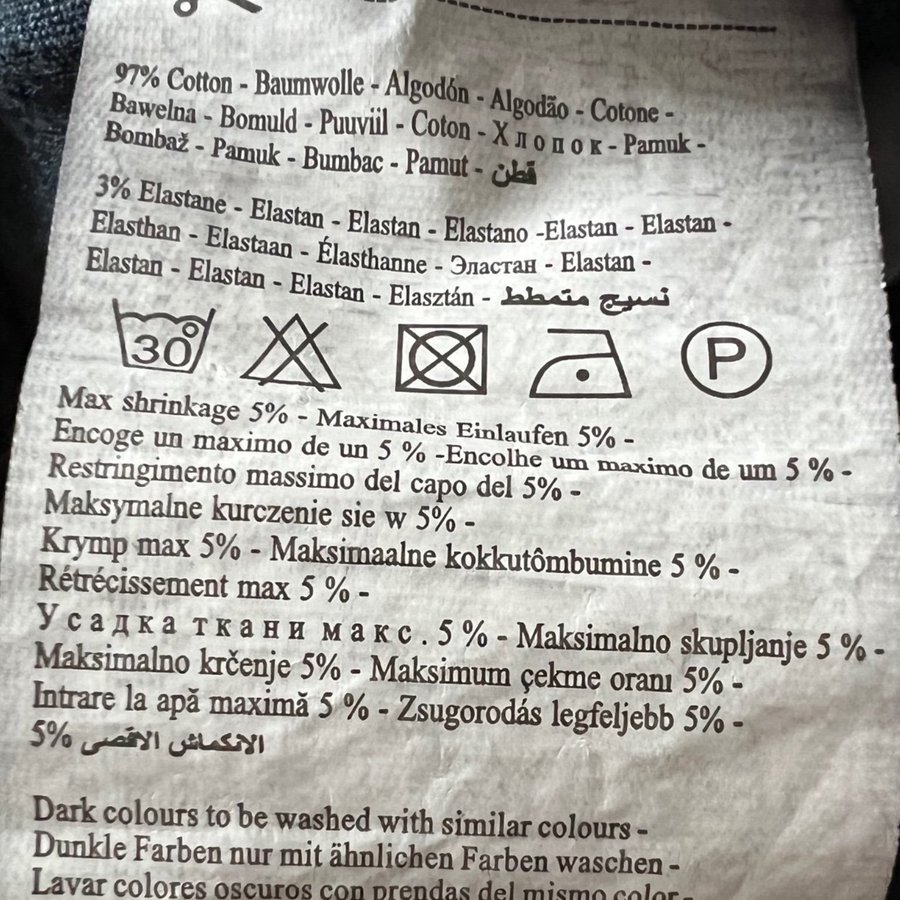 97% Cotton - Baumwolle - Algodón - Algodão - Cotone -
Bawelna - Bomuld - Puuviil - Coton - Хлопок - Pamuk -
Bombaž - Pamuk - Bumbac - Pamut - قطن
3% Elastane - Elastan - Elastan - Elastano -Elastan - Elastan -
Elasthan - Elastaan - Élasthanne - Эластан - Elastan -
Elastan - Elastan - Elastan - Elasztán - نسيج متمطط
30 P
Max shrinkage 5% - Maximales Einlaufen 5% -
Encoge un máximo de un 5 % -Encolhe um maximo de um 5 % -
Restringimento massimo del capo del 5% -
Maksymalne kurczenie sie w 5% -
Krymp max 5% - Maksimaalne kokkutômbumine 5 % -
Rétrécissement max 5 % -
Усадка ткани макс. 5 % - Maksimalno skupljanje 5 % -
Maksimalno krčenje 5% - Maksimum çekme oranı 5% -
Intrare la apă maximă 5 % - Zsugorodás legfeljebb 5% -
5% الانكماش الاقصى
Dark colours to be washed with similar colours -
Dunkle Farben nur mit ähnlichen Farben waschen -
Lavar colores oscuros con prendas del mismo color -